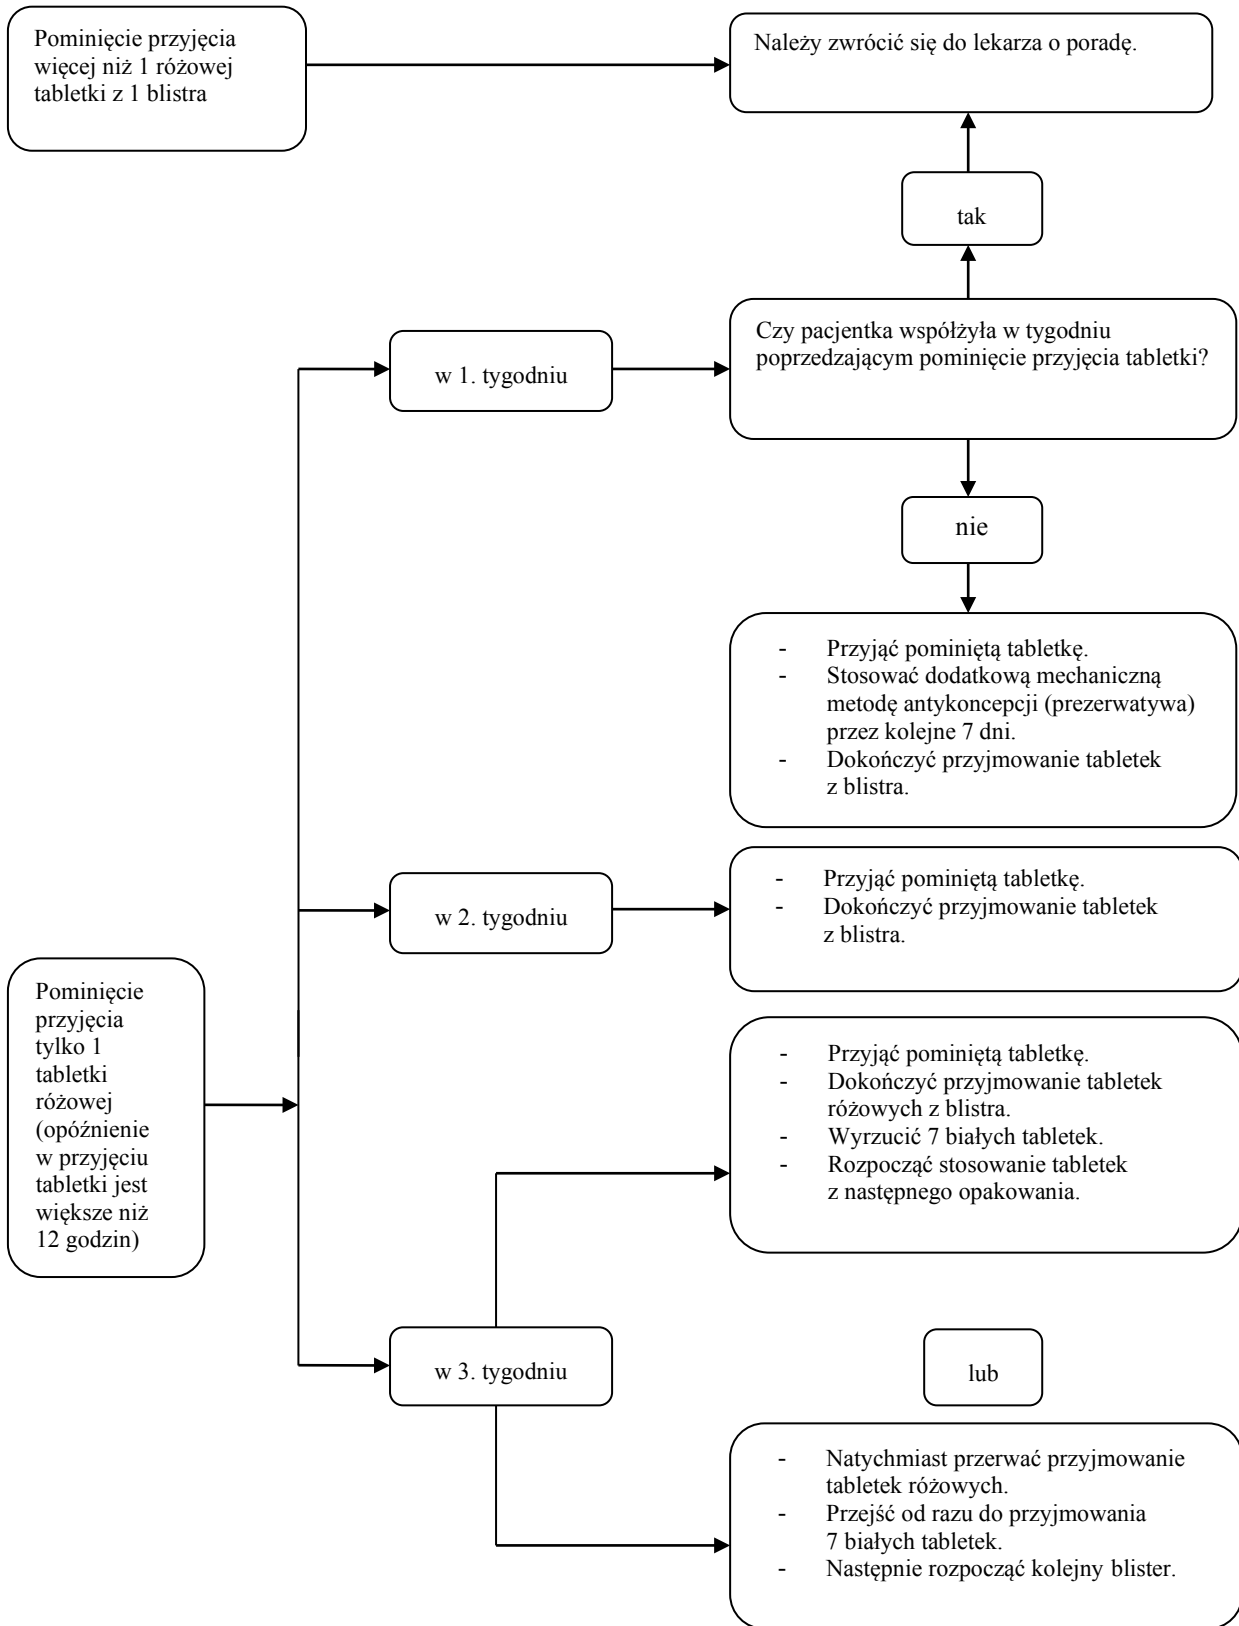 Pominięcie przyjęcia
więcej niż 1 różowej
tabletki z 1 blistra
Należy zwrócić się do lekarza o poradę.
tak
w 1. tygodniu
Czy pacjentka współżyła w tygodniu
poprzedzającym pominięcie przyjęcia tabletki?
nie
- Przyjąć pominiętą tabletkę.
- Stosować dodatkową mechaniczną
metodę antykoncepcji (prezerwatywa)
przez kolejne 7 dni.
- Dokończyć przyjmowanie tabletek
z blistra.
w 2. tygodniu
- Przyjąć pominiętą tabletkę.
- Dokończyć przyjmowanie tabletek
z blistra.
Pominięcie
przyjęcia
tylko 1
tabletki
różowej
(opóźnienie
w przyjęciu
tabletki jest
większe niż
12 godzin)
- Przyjąć pominiętą tabletkę.
- Dokończyć przyjmowanie tabletek
różowych z blistra.
- Wyrzucić 7 białych tabletek.
- Rozpocząć stosowanie tabletek
z następnego opakowania.
w 3. tygodniu
lub
- Natychmiast przerwać przyjmowanie
tabletek różowych.
- Przejść od razu do przyjmowania
7 białych tabletek.
- Następnie rozpocząć kolejny blister.